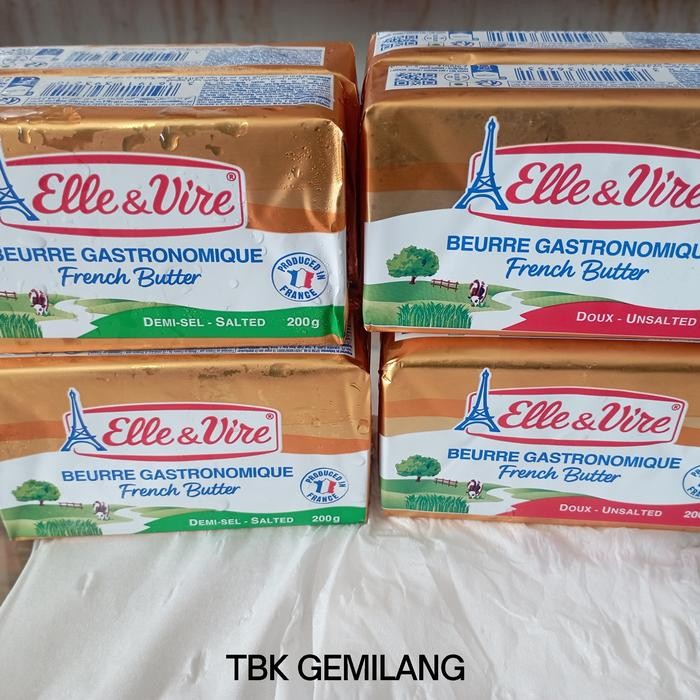 Elle & Vire®
BEURRE GASTRONOMIQUE
French Butter
PRODUCED IN
FRANCE
DEMI-SEL - SALTED 200g
Elle & Vire
BEURRE GASTRONOMIQU
French Butter
DOUX - UNSALTED
Elle & Vire®
BEURRE GASTRONOMIQUE
French Butter
PRODUCED IN
FRANCE
DEMI-SEL - SALTED 200g
Elle & Vire®
BEURRE GASTRONOMIQUE
French Butter
DOUX - UNSALTED 200
TBK GEMILANG